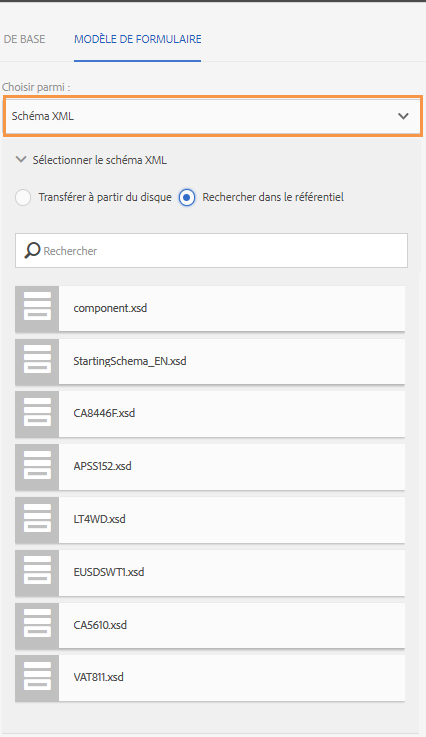 DE BASE MODÈLE DE FORMULAIRE
Choisir parmi :
Schéma XML
Sélectionner le schéma XML
Transférer à partir du disque Rechercher dans le référentiel
Rechercher
component.xsd
StartingSchema_EN.xsd
CA8446F.xsd
APSS152.xsd
LT4WD.xsd
EUSDSWT1.xsd
CA5610.xsd
VAT811.xsd